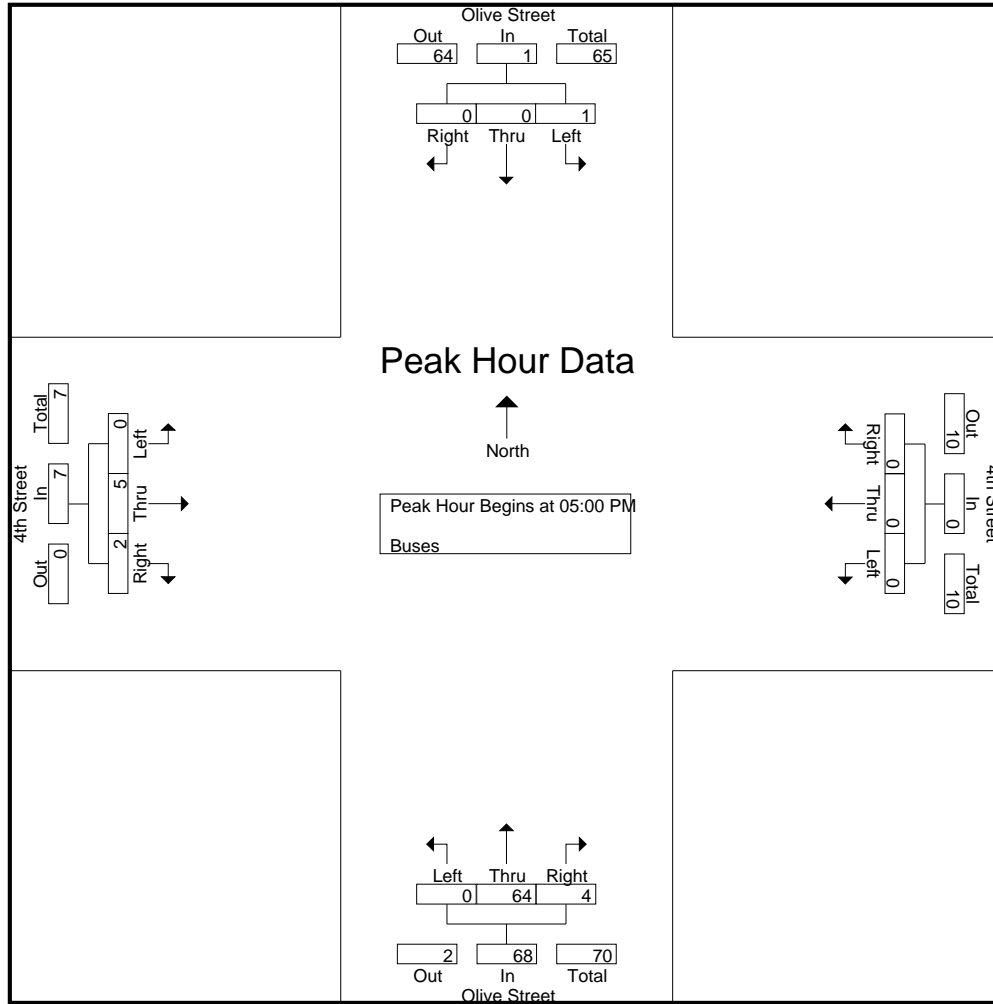 Olive Street
Out In Total
64 1 65
0 0 1
Right Thru Left
Peak Hour Data
North
Peak Hour Begins at 05:00 PM
Buses
4th Street
Out In Total
0 7 7
Right Thru Left
2 5 0
4th Street
Out In Total
10 0 10
Right Thru Left
0 0 0
Left Thru Right
0 64 4
2 68 70
Out In Total
Olive Street